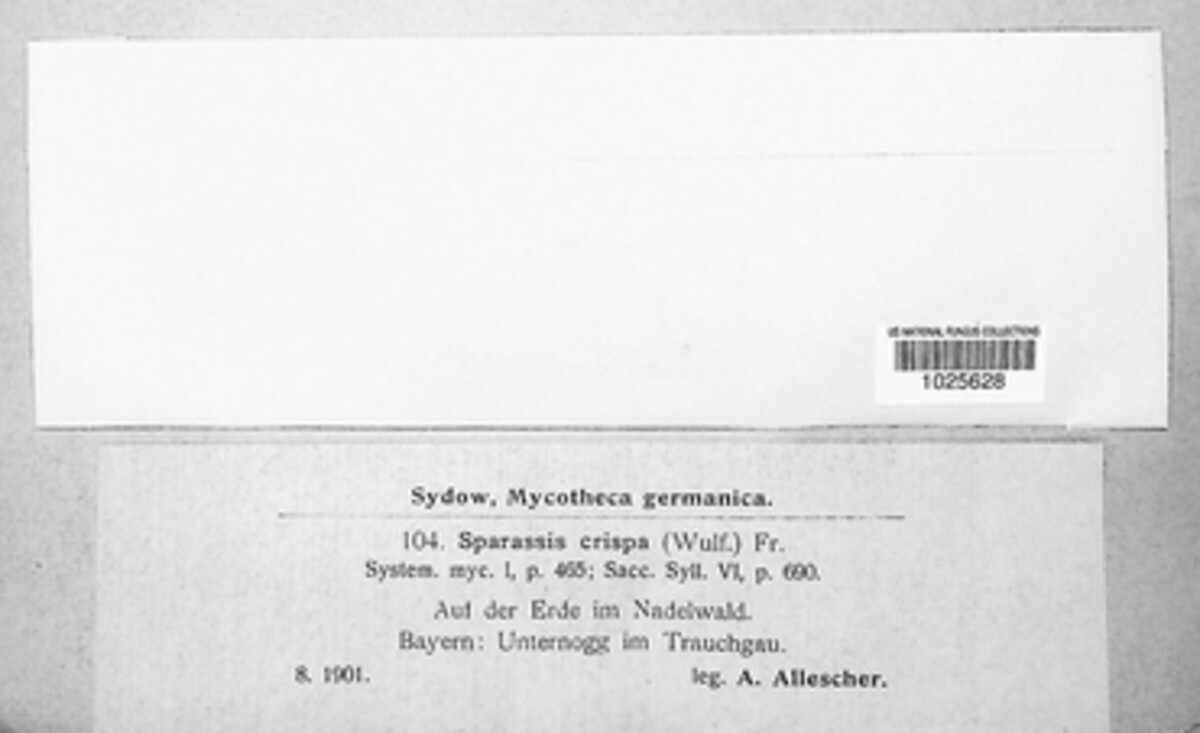 US NATIONAL FUNGUS COLLECTIONS
1025628
Sydow, Mycotheca germanica.
104. Sparassis crispa (Wulf.) Fr.
System. myc. I, p. 465; Sacc. Syll. VI, p. 690.
Auf der Erde im Nadelwald.
Bayern: Unternogg im Trauchgau.
8. 1901. leg. A. Allescher.